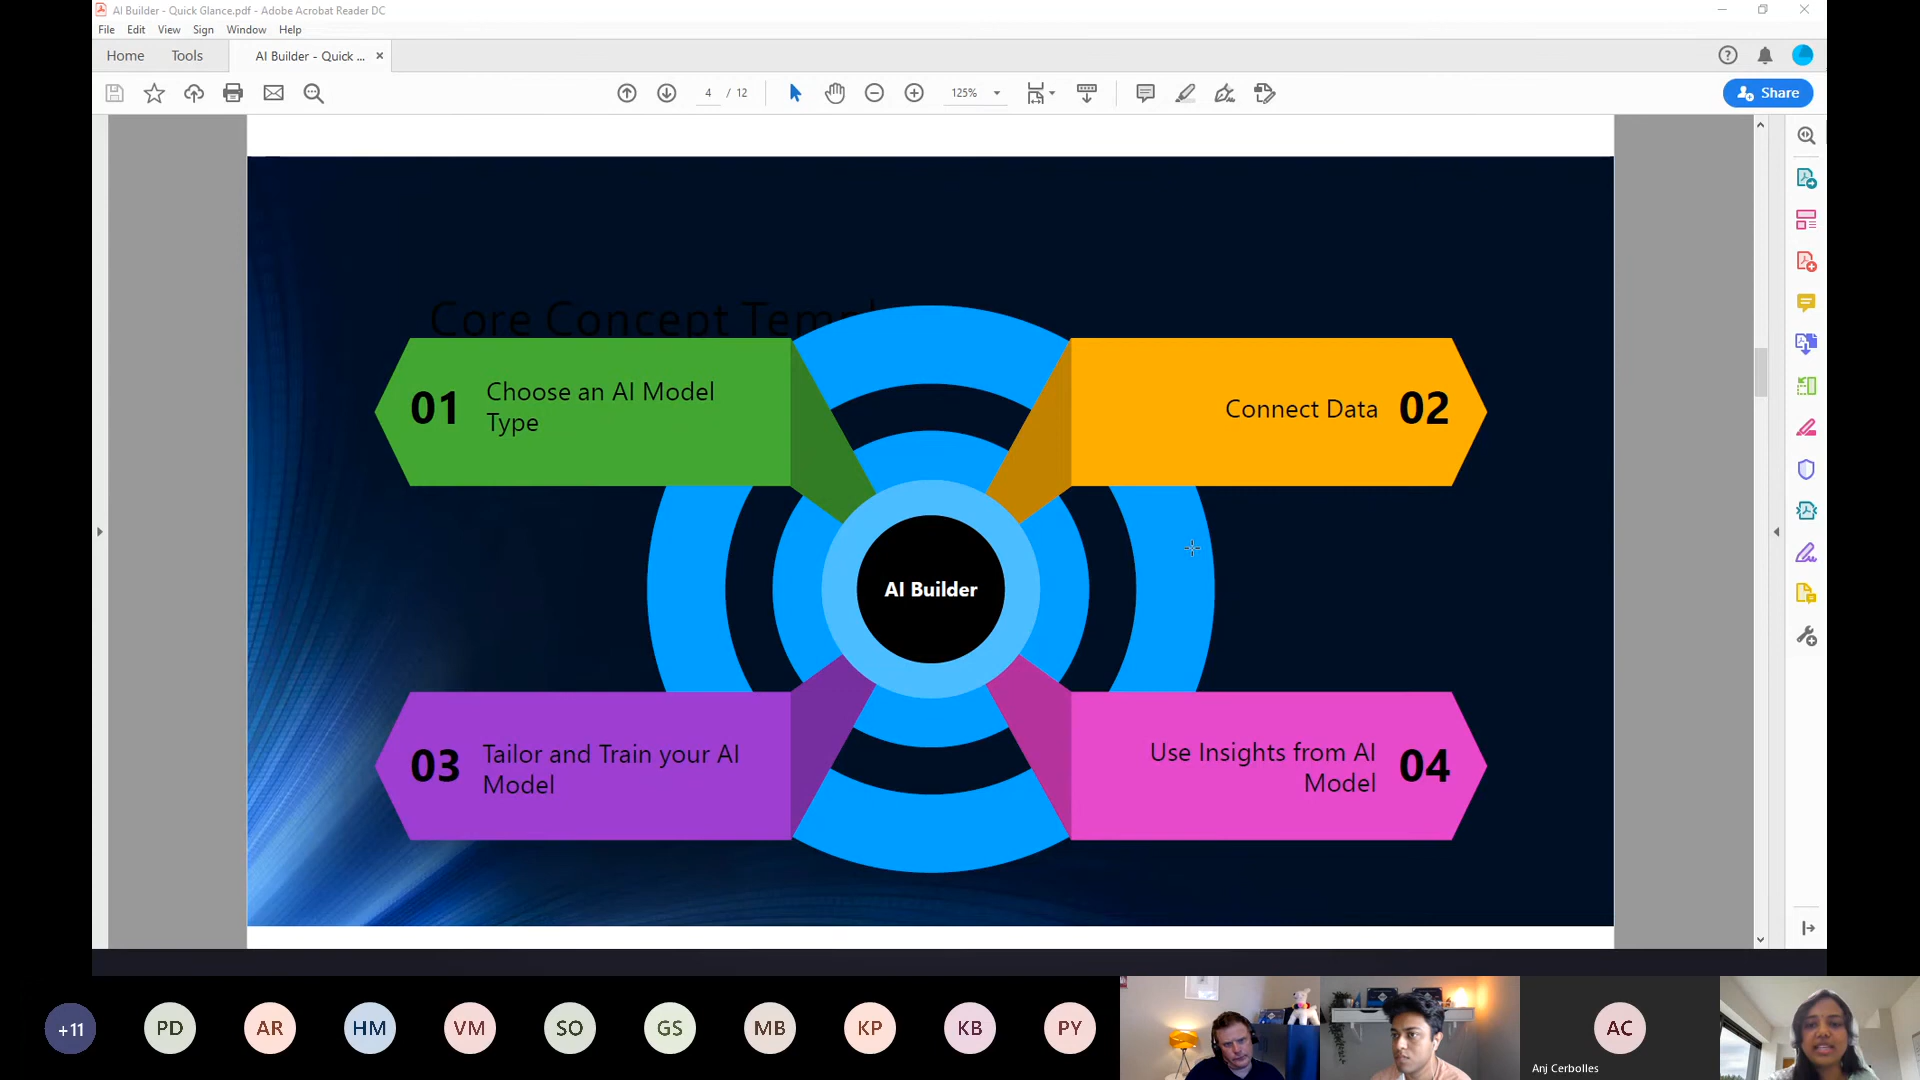 AI Builder - Quick Glance.pdf - Adobe Acrobat Reader DC
File Edit View Sign Window Help
Home Tools AI Builder - Quick ... ×
4 / 12 125% Share
Core Concept
01 Choose an AI Model
Type
Connect Data 02
AI Builder
03 Tailor and Train your AI
Model
Use Insights from AI
Model 04
+11 PD AR HM VM SO GS MB KP KB PY AC
Anj Cerbolles